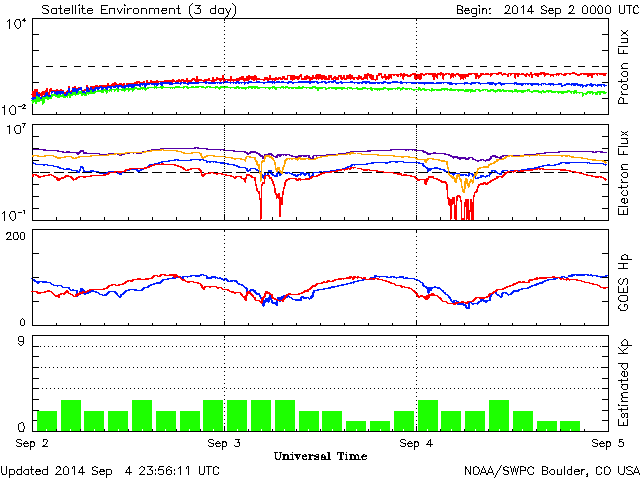 Satellite Environment (3 day)
Begin: 2014 Sep 2 0000 UTC
10^4
10^-2
Proton Flux
10^7
10^-1
Electron Flux
200
0
GOES Hp
9
0
Estimated Kp
Sep 2
Sep 3
Sep 4
Sep 5
Universal Time
Updated 2014 Sep 4 23:56:11 UTC
NOAA/SWPC Boulder, CO USA